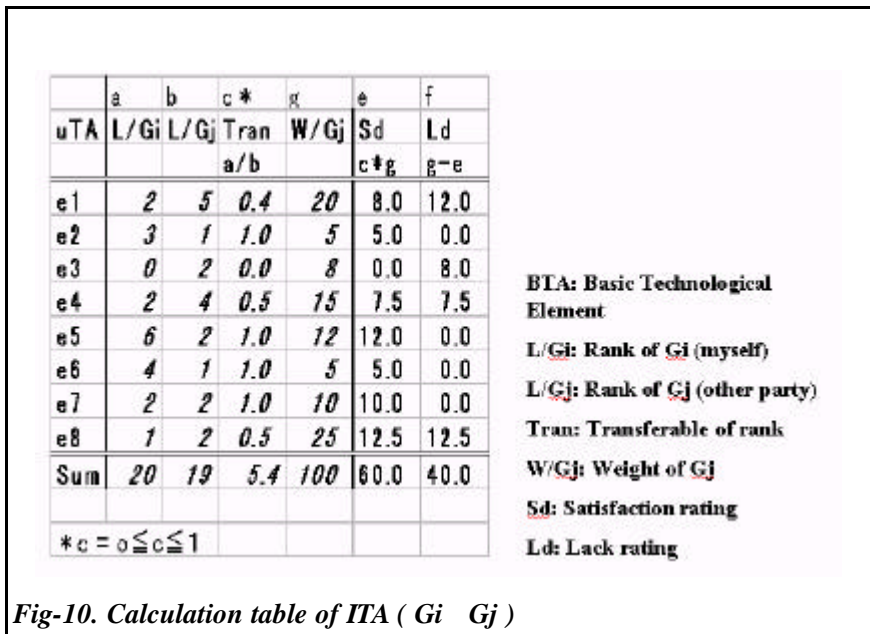 a b c * g e f
uTA L/Gi L/Gj Tran W/Gj Sd Ld
a/b c*g g-e
e1 2 5 0.4 20 8.0 12.0
e2 3 1 1.0 5 5.0 0.0
e3 0 2 0.0 8 0.0 8.0
e4 2 4 0.5 15 7.5 7.5
e5 6 2 1.0 12 12.0 0.0
e6 4 1 1.0 5 5.0 0.0
e7 2 2 1.0 10 10.0 0.0
e8 1 2 0.5 25 12.5 12.5
Sum 20 19 5.4 100 60.0 40.0
*c = o≦c≦1
BTA: Basic Technological
Element
L/Gi: Rank of Gi (myself)
L/Gj: Rank of Gj (other party)
Tran: Transferable of rank
W/Gj: Weight of Gj
Sd: Satisfaction rating
Ld: Lack rating
Fig-10. Calculation table of ITA ( Gi Gj )